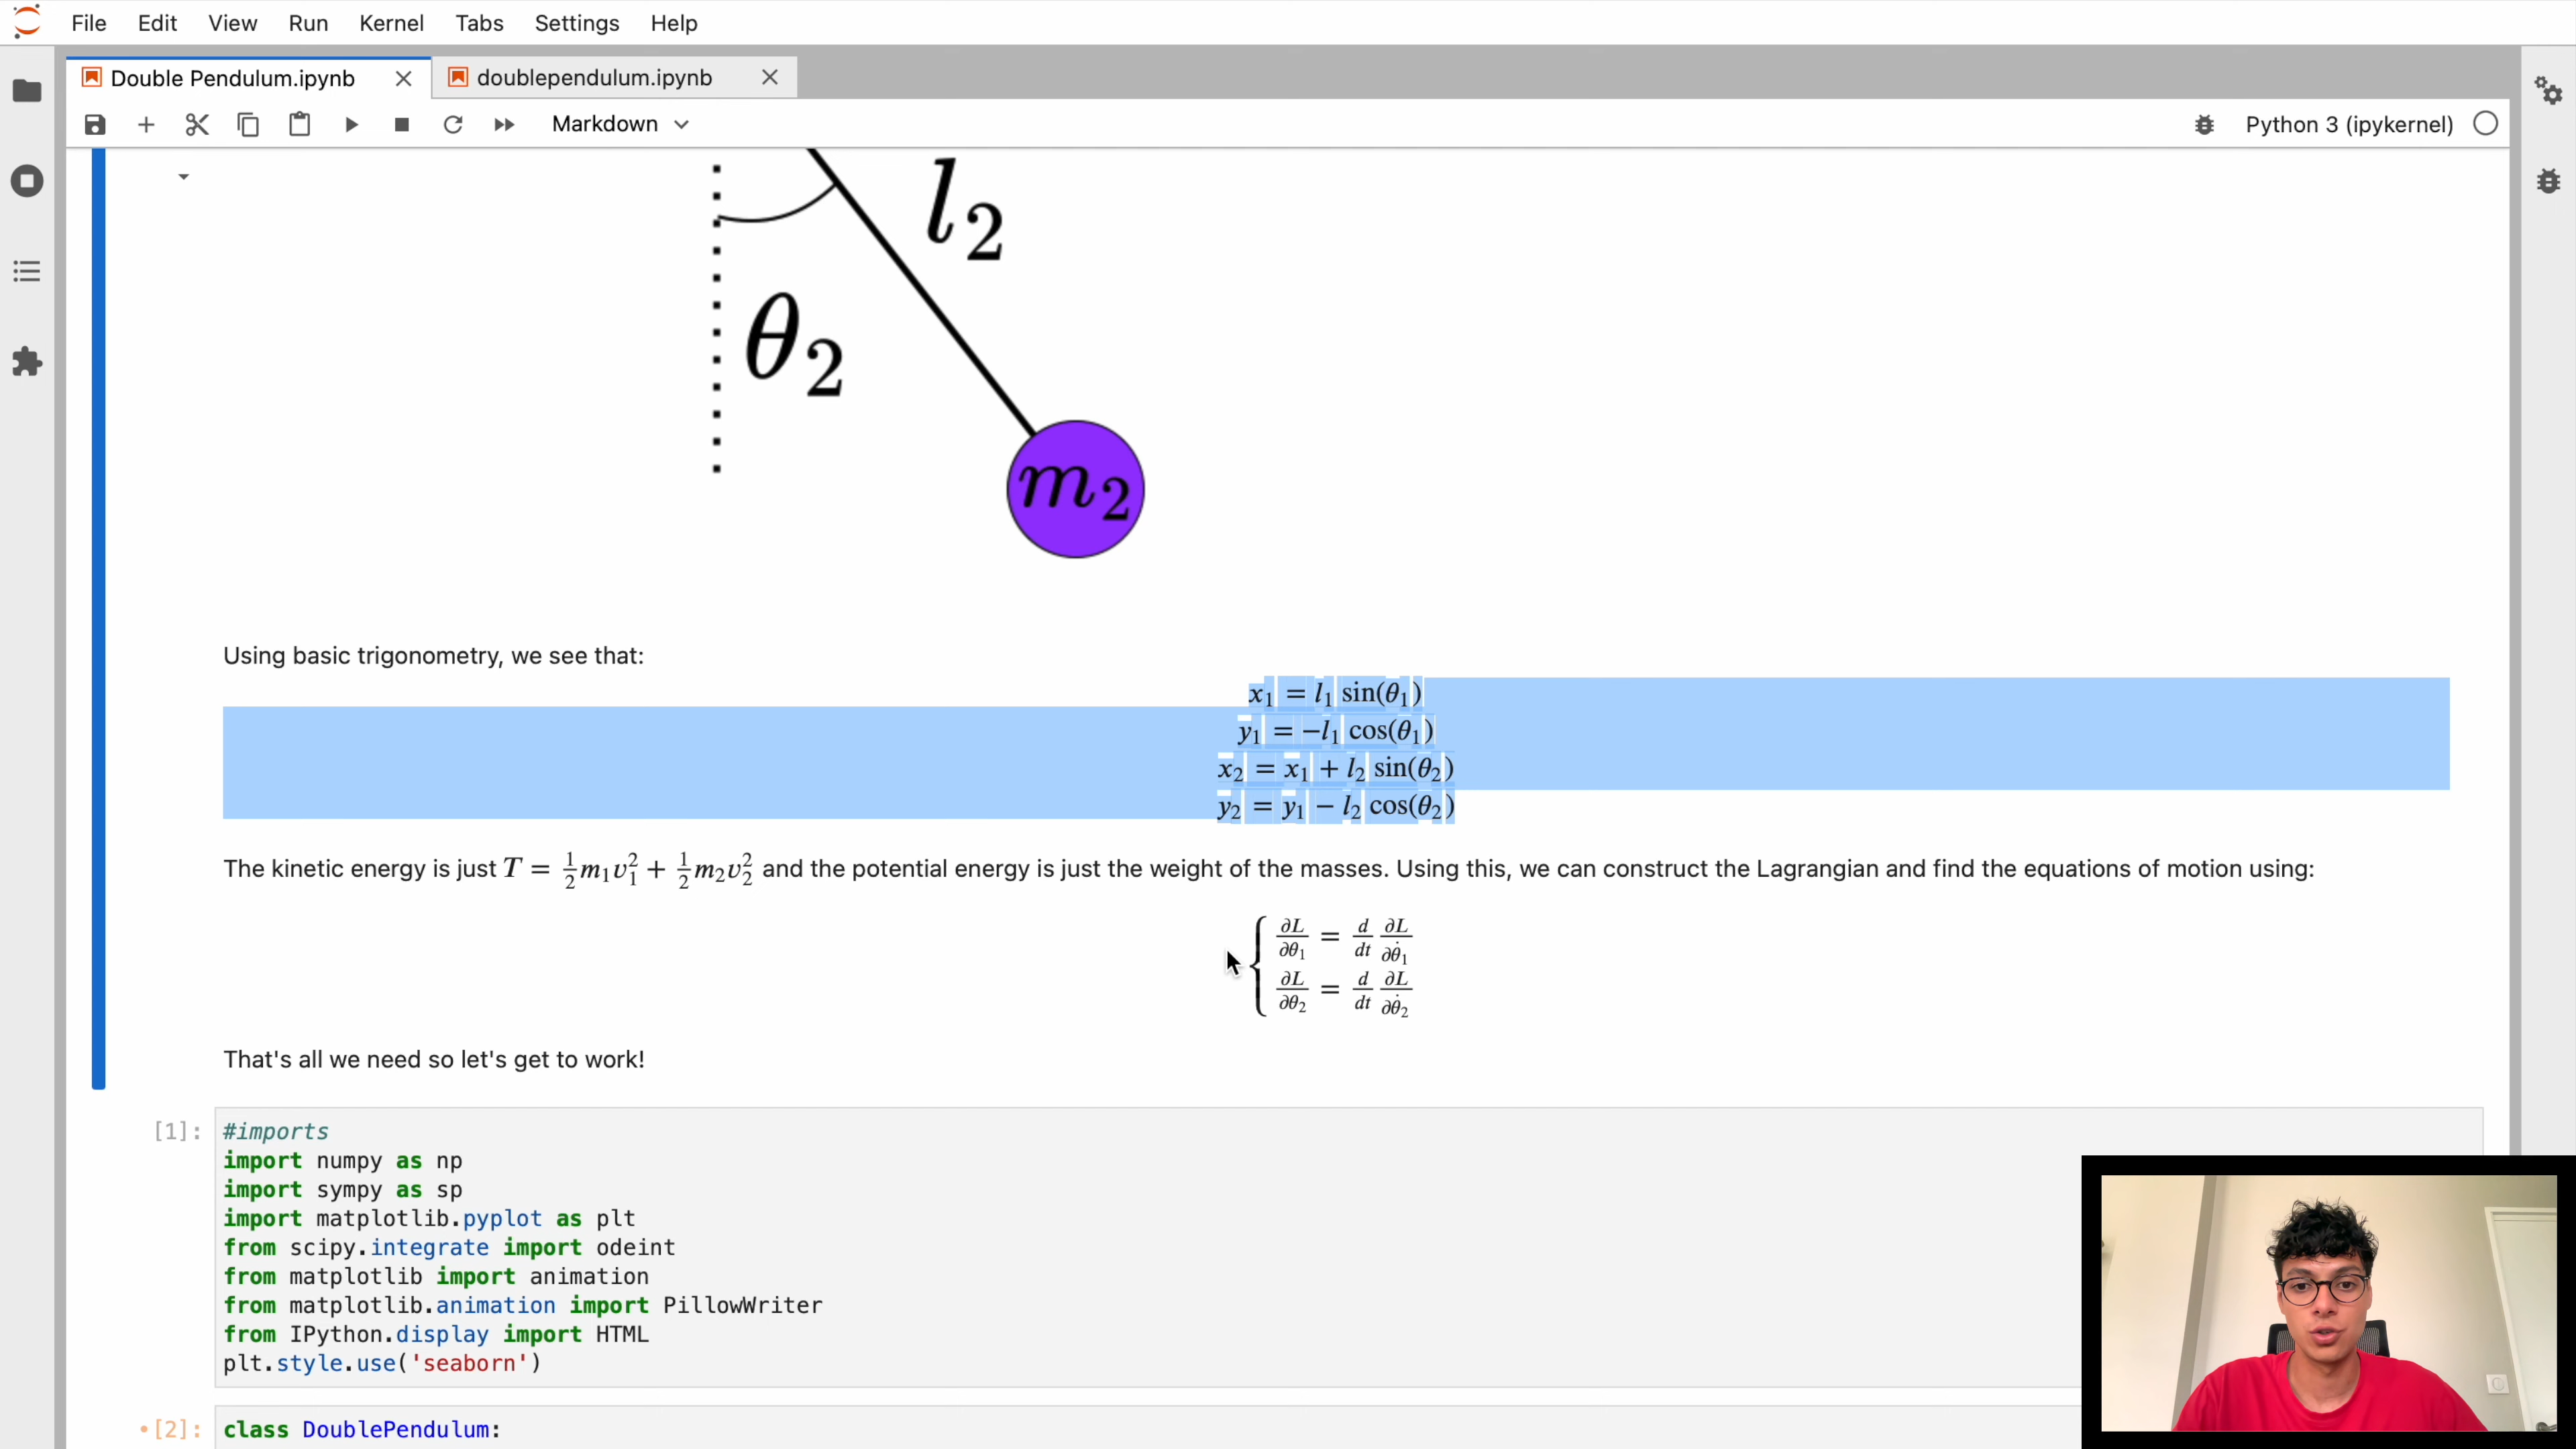 File Edit View Run Kernel Tabs Settings Help
Double Pendulum.ipynb doublependulum.ipynb
Markdown Python 3 (ipykernel)
l₂
θ₂
m₂
Using basic trigonometry, we see that:
x₁ = l₁ sin(θ₁)
y₁ = −l₁ cos(θ₁)
x₂ = x₁ + l₂ sin(θ₂)
y₂ = y₁ − l₂ cos(θ₂)
The kinetic energy is just T = ½m₁v₁² + ½m₂v₂² and the potential energy is just the weight of the masses. Using this, we can construct the Lagrangian and find the equations of motion using:
∂L/∂θ₁ = d/dt ∂L/∂θ̇₁
∂L/∂θ₂ = d/dt ∂L/∂θ̇₂
That's all we need so let's get to work!
[1]: #imports
import numpy as np
import sympy as sp
import matplotlib.pyplot as plt
from scipy.integrate import odeint
from matplotlib import animation
from matplotlib.animation import PillowWriter
from IPython.display import HTML
plt.style.use('seaborn')
[2]: class DoublePendulum: